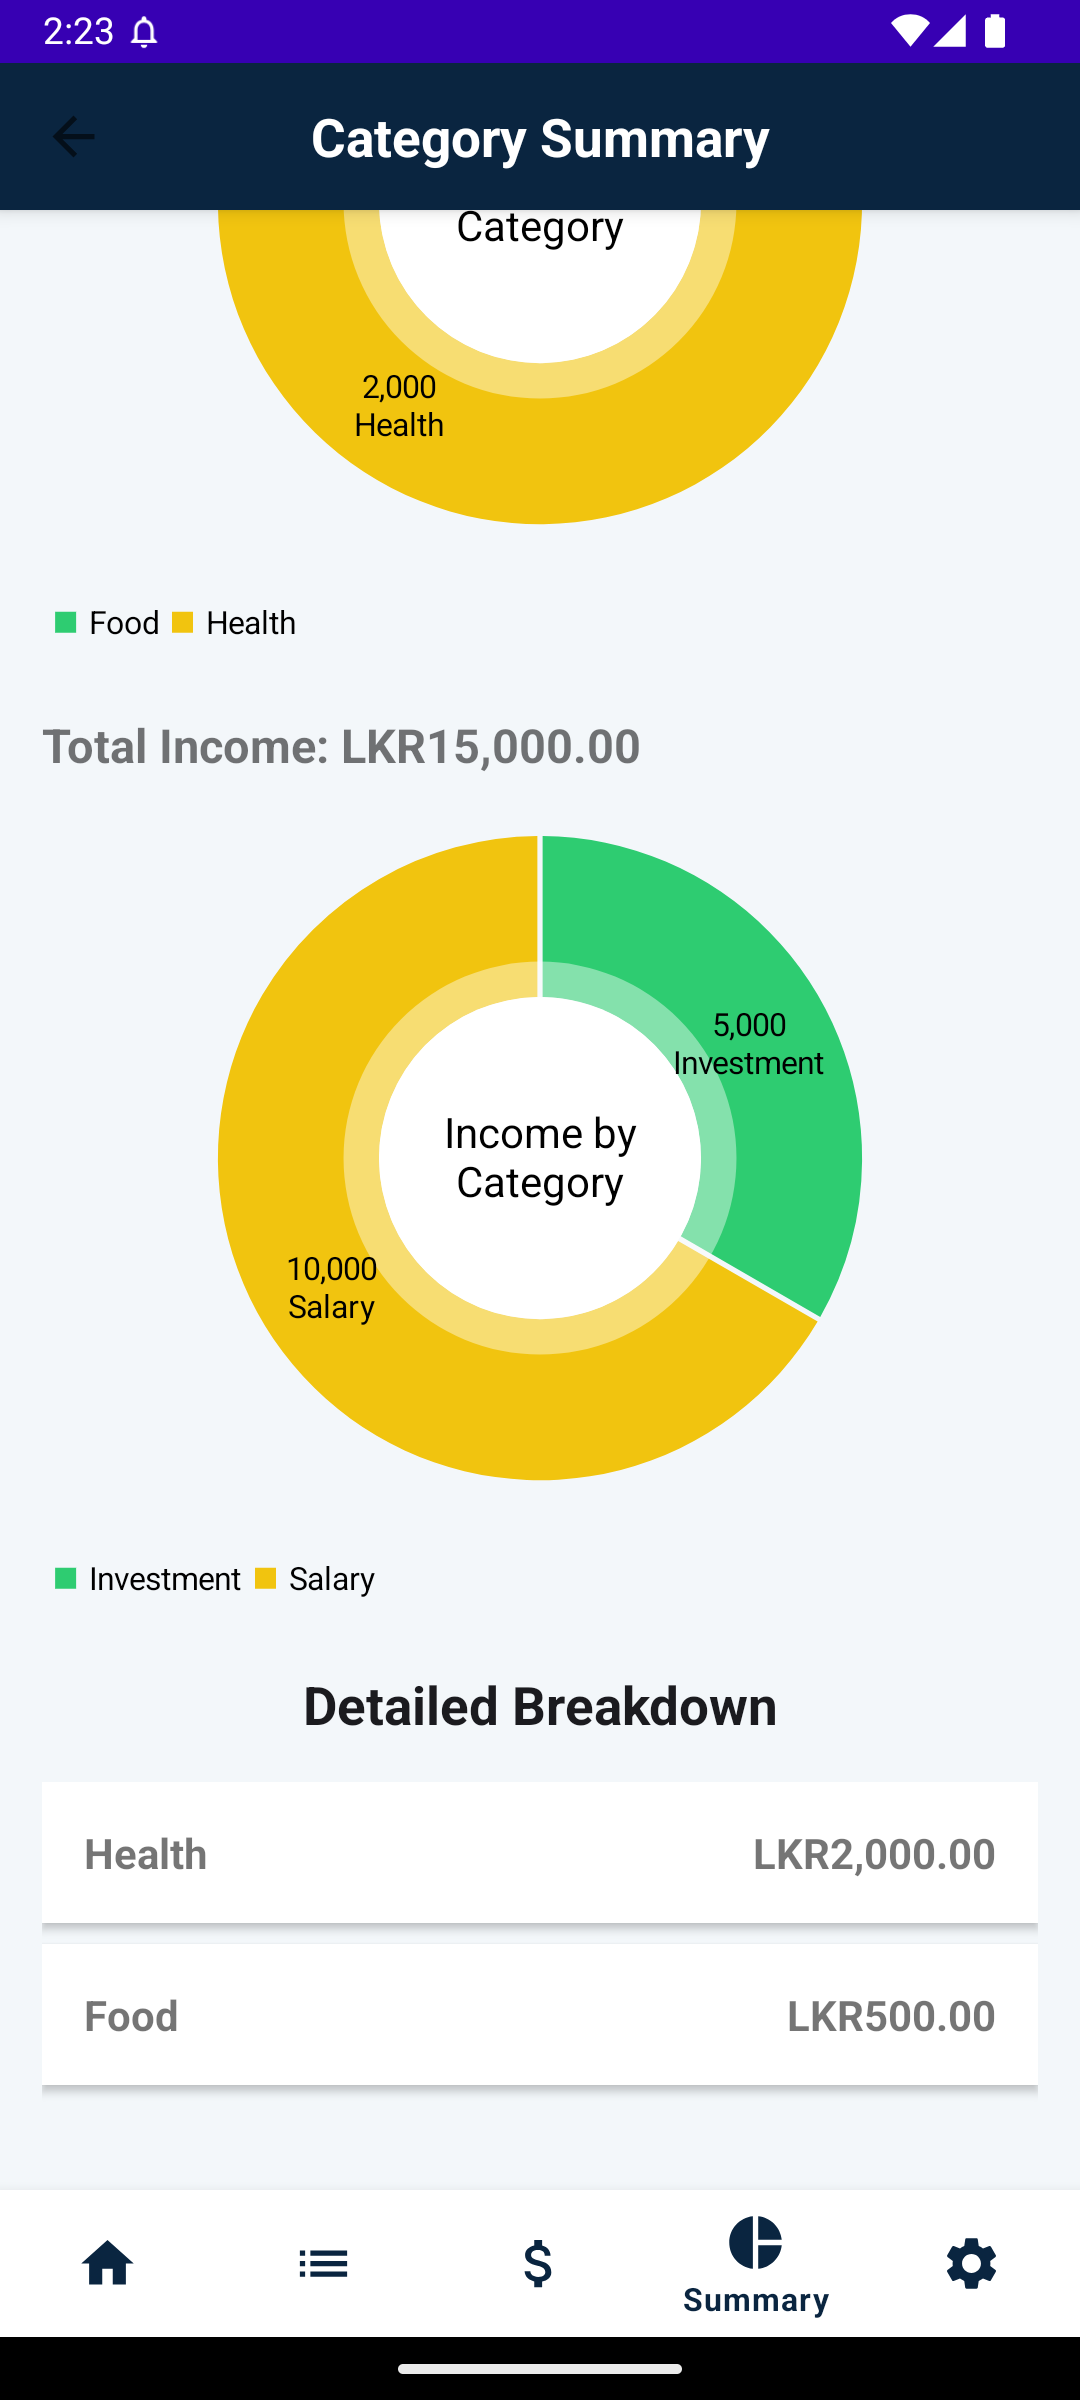 2:23
Category Summary
Category
2,000
Health
Food Health
Total Income: LKR15,000.00
5,000
Investment
Income by
Category
10,000
Salary
Investment Salary
Detailed Breakdown
Health LKR2,000.00
Food LKR500.00
Summary